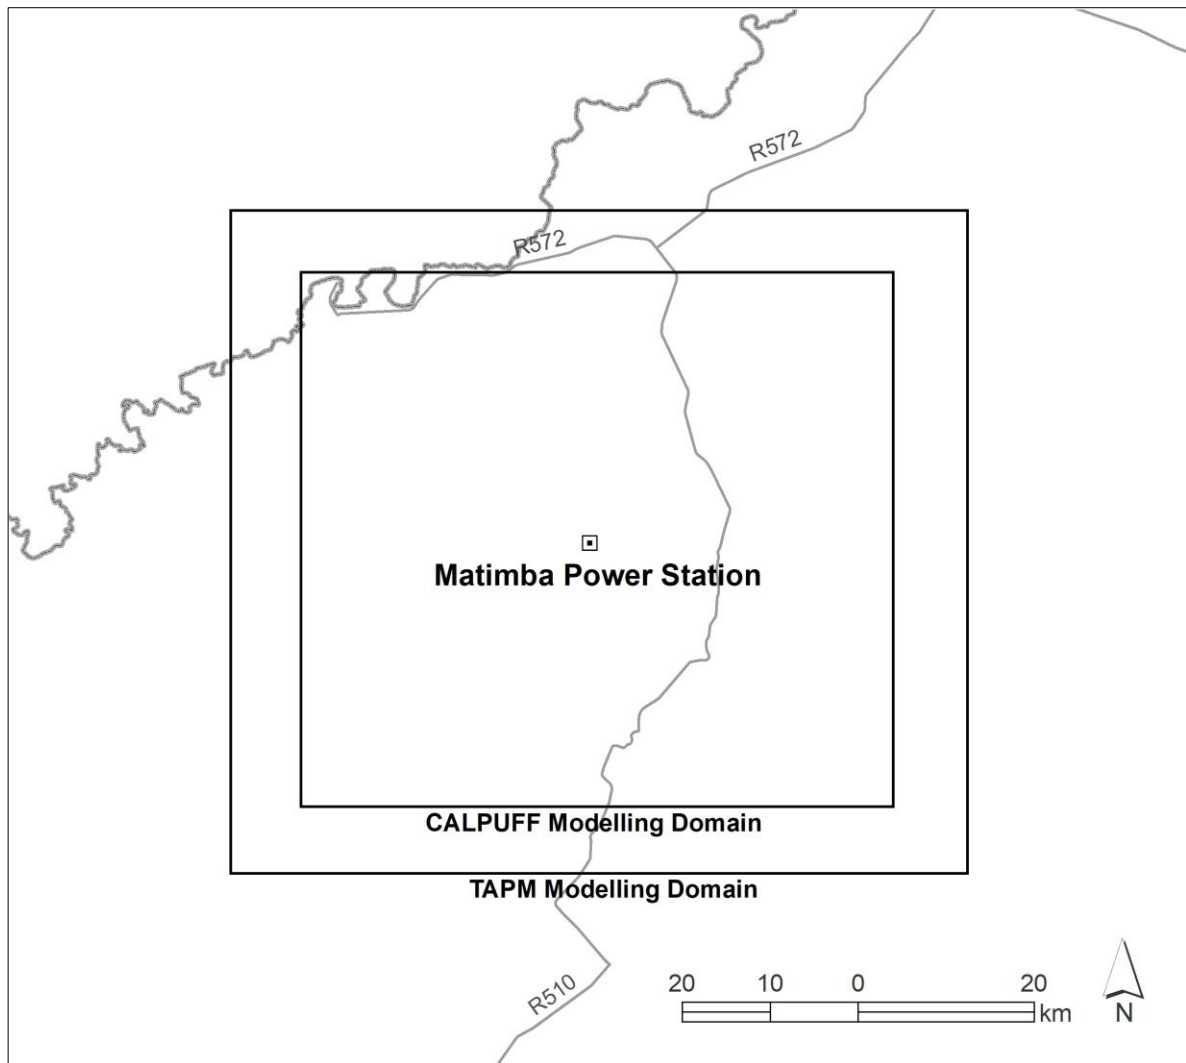 R572
R572
Matimba Power Station
CALPUFF Modelling Domain
TAPM Modelling Domain
R510
20 10 0 20
km
N